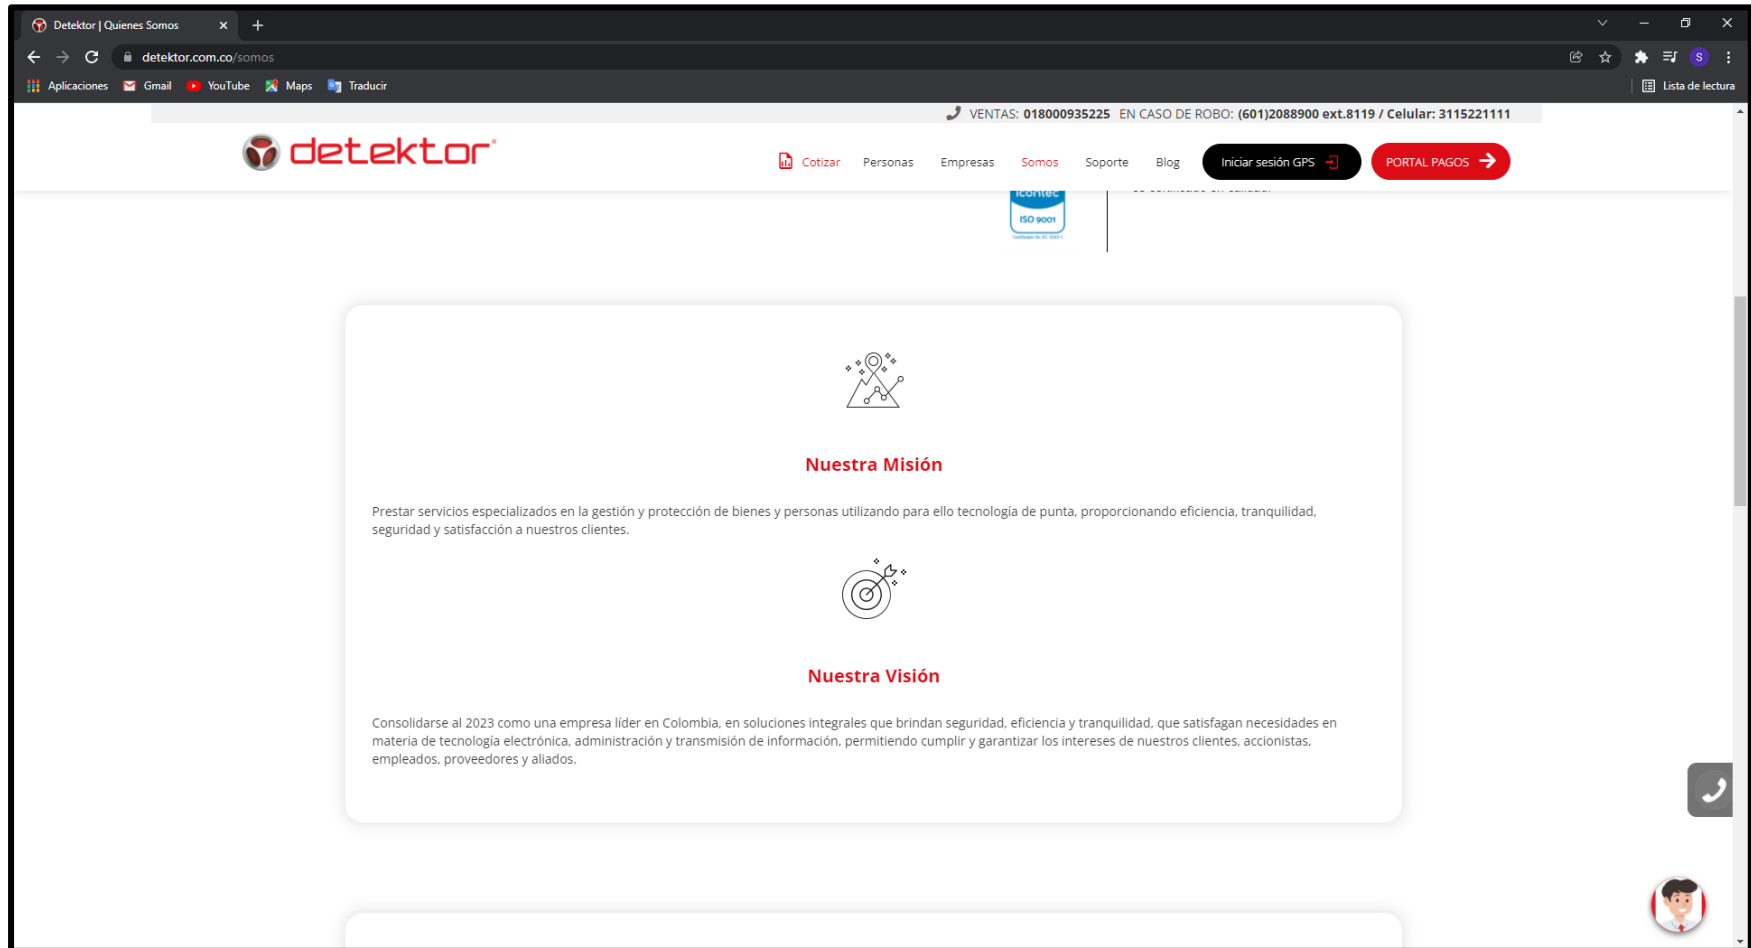 Detektor | Quienes Somos
detektor.com.co/somos
Aplicaciones Gmail YouTube Maps Traducir Lista de lectura
VENTAS: 018000935225 EN CASO DE ROBO: (601)2088900 ext.8119 / Celular: 3115221111
detektor
Cotizar Personas Empresas Somos Soporte Blog Iniciar sesión GPS PORTAL PAGOS
icontec
ISO 9001
Nuestra Misión
Prestar servicios especializados en la gestión y protección de bienes y personas utilizando para ello tecnología de punta, proporcionando eficiencia, tranquilidad,
seguridad y satisfacción a nuestros clientes.
Nuestra Visión
Consolidarse al 2023 como una empresa líder en Colombia, en soluciones integrales que brindan seguridad, eficiencia y tranquilidad, que satisfagan necesidades en
materia de tecnología electrónica, administración y transmisión de información, permitiendo cumplir y garantizar los intereses de nuestros clientes, accionistas,
empleados, proveedores y aliados.